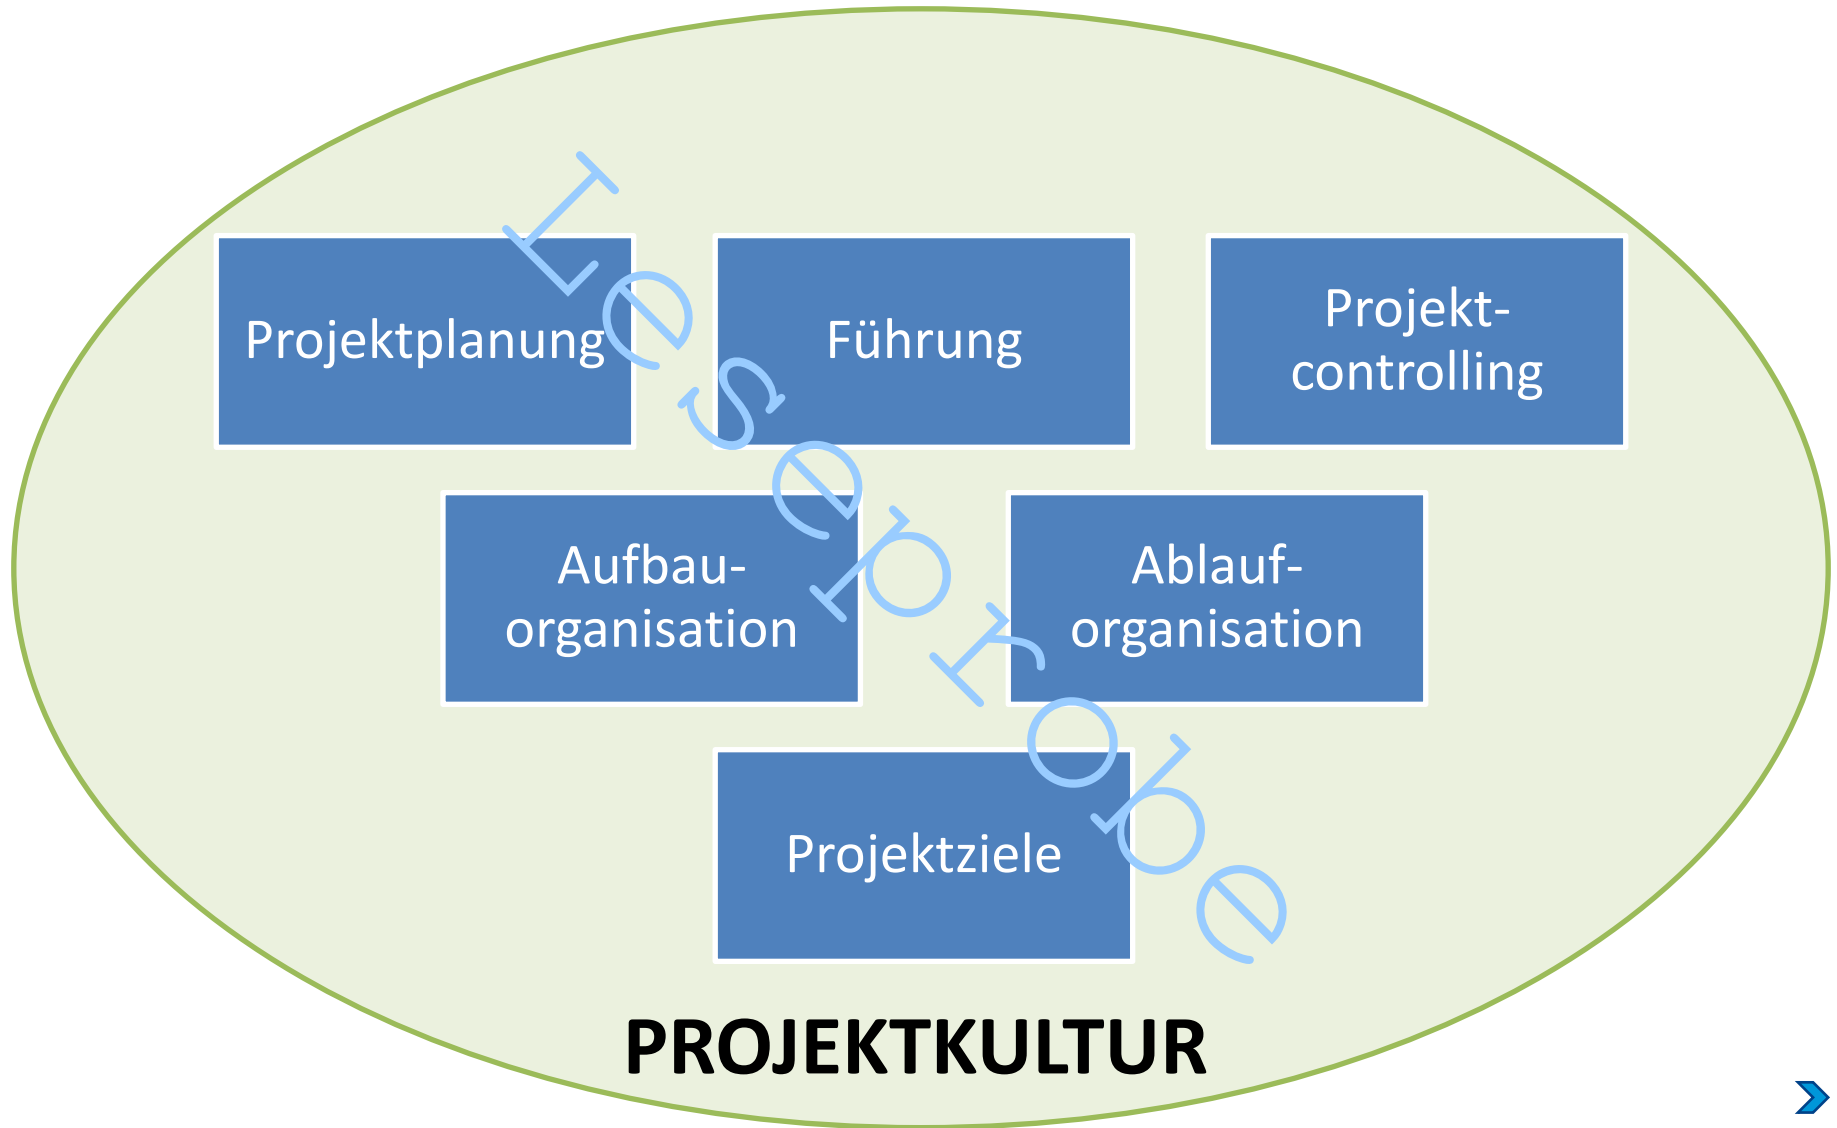 Projektplanung
Führung
Projekt-
controlling
Aufbau-
organisation
Ablauf-
organisation
Projektziele
PROJEKTKULTUR
Leseprobe